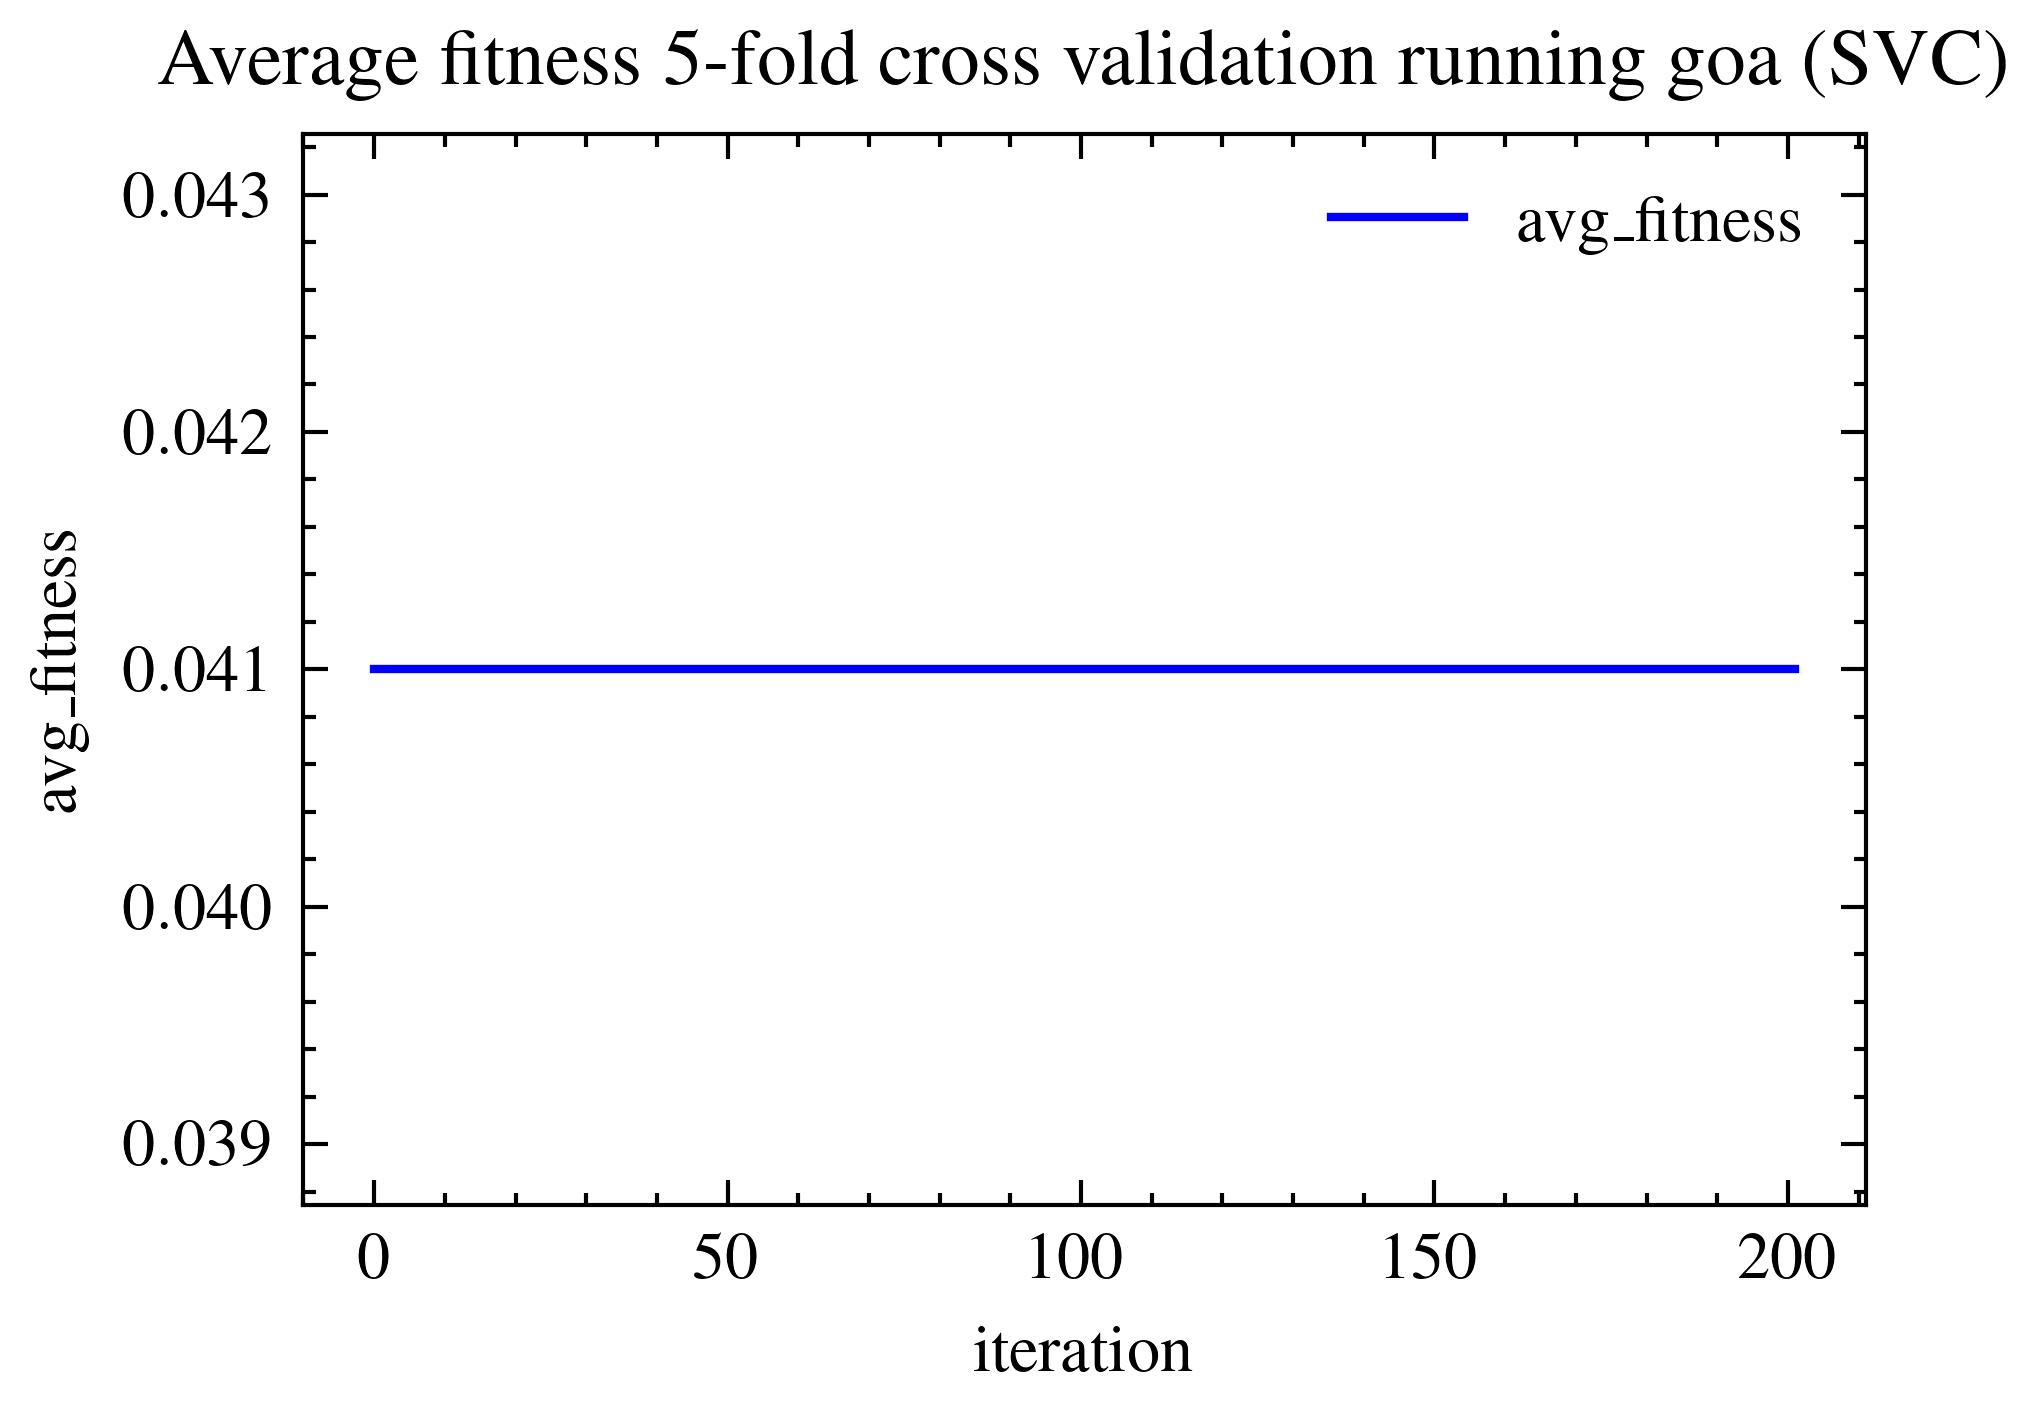 Average fitness 5-fold cross validation running goa (SVC)
avg_fitness
0.043
0.042
0.041
0.040
0.039
avg_fitness
0 50 100 150 200
iteration